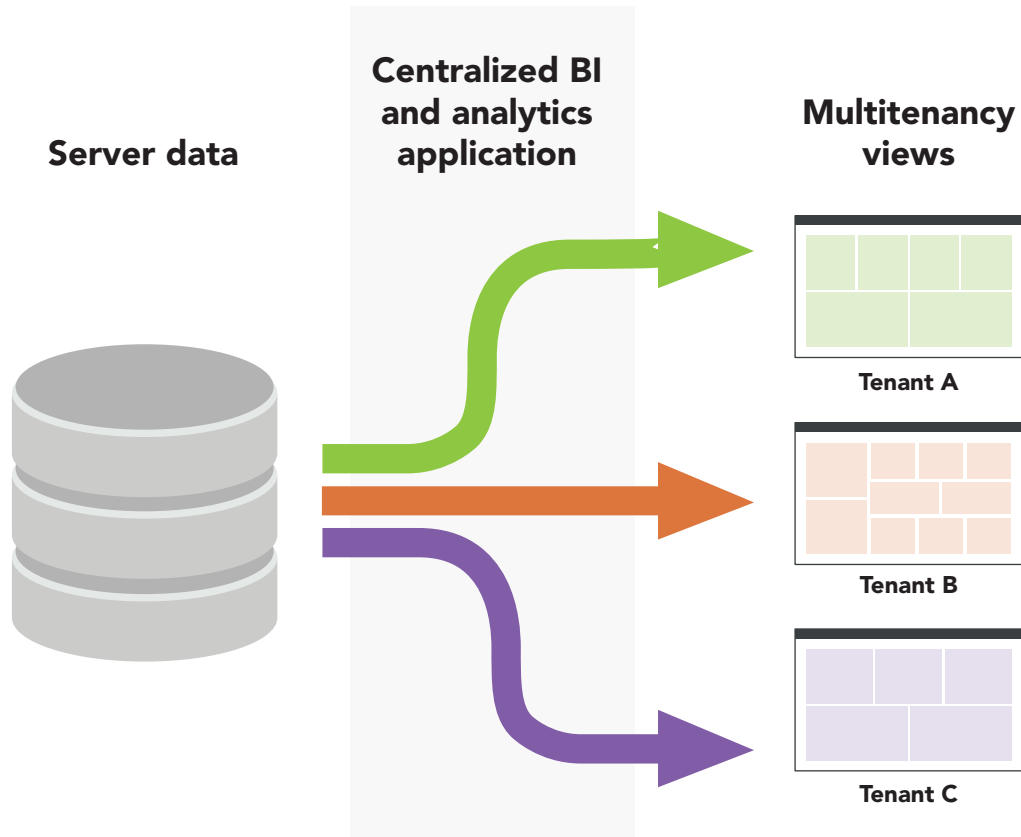 Server data
Centralized BI
and analytics
application
Multitenancy
views
Tenant A
Tenant B
Tenant C